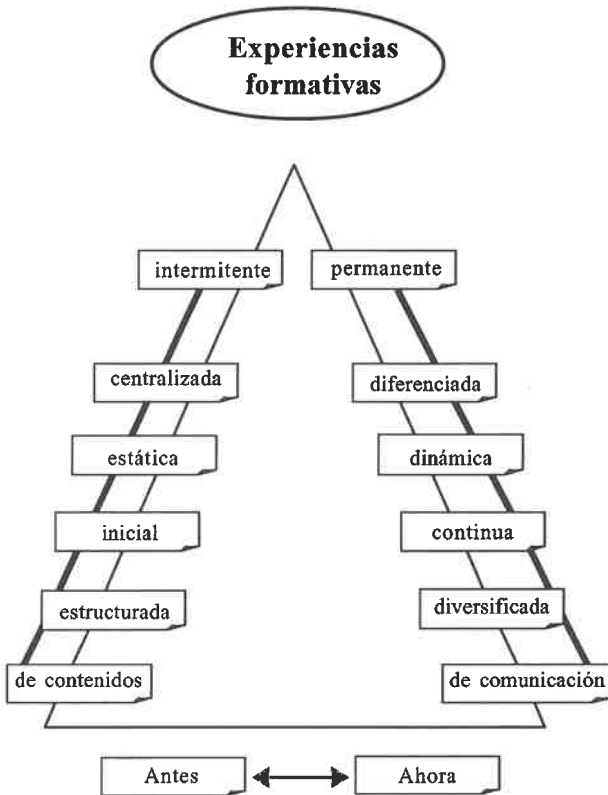 Experiencias
formativas
intermitente
permanente
centralizada
diferenciada
estática
dinámica
inicial
continua
estructurada
diversificada
de contenidos
de comunicación
Antes
Ahora